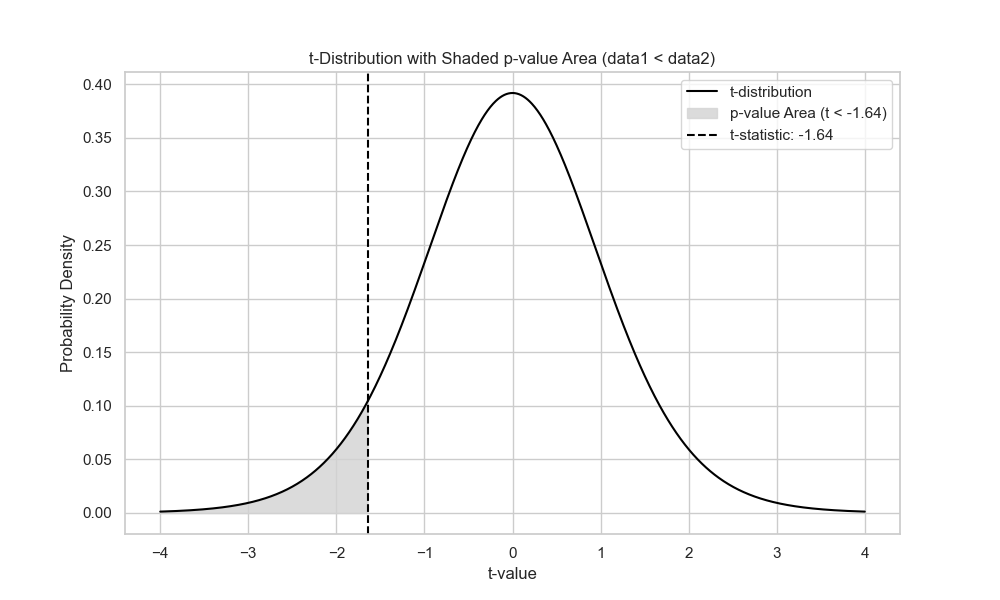 t-Distribution with Shaded p-value Area (data1 < data2)
t-distribution
p-value Area (t < -1.64)
t-statistic: -1.64
Probability Density
0.40
0.35
0.30
0.25
0.20
0.15
0.10
0.05
0.00
−4 −3 −2 −1 0 1 2 3 4
t-value